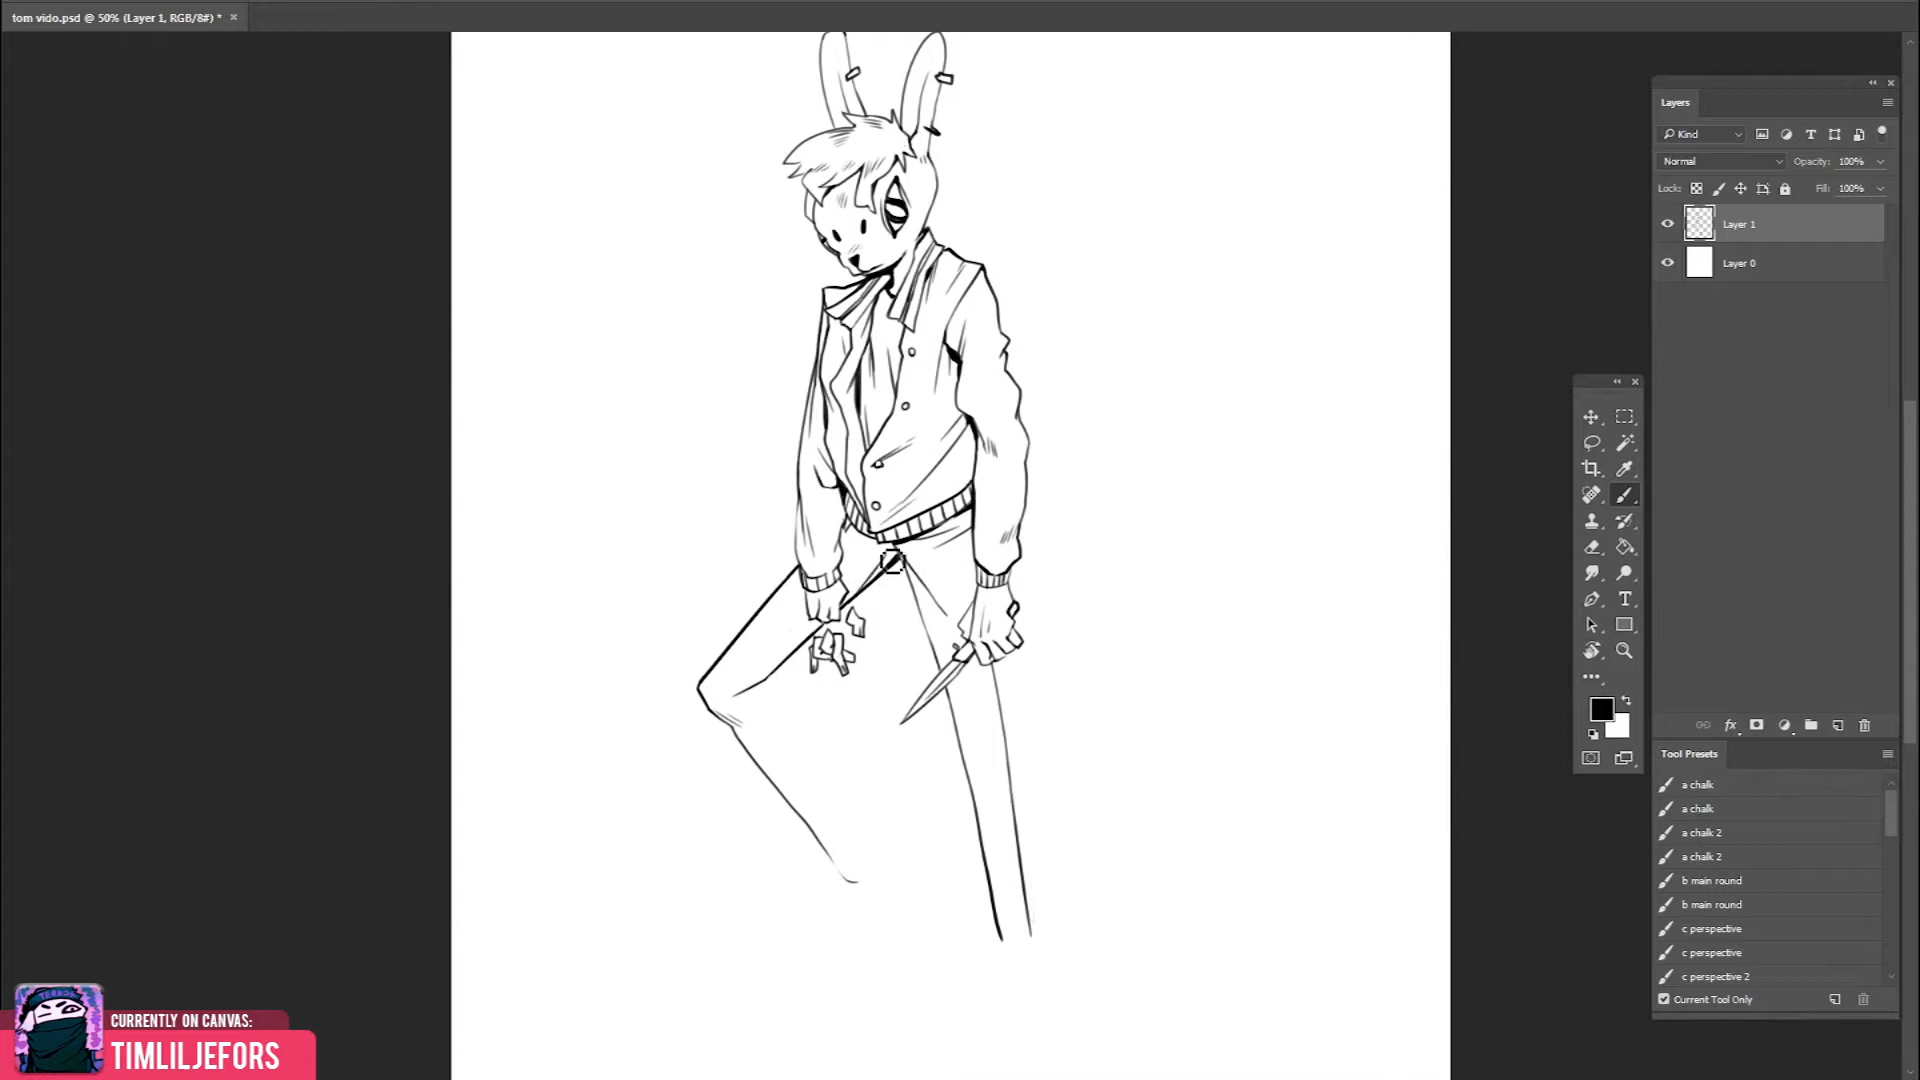 tom vido.psd @ 50% (Layer 1, RGB/8#) *
Layers
Kind
Normal
Opacity: 100%
Lock:
Fill: 100%
Layer 1
Layer 0
fx
Tool Presets
a chalk
a chalk
a chalk 2
a chalk 2
b main round
b main round
c perspective
c perspective
c perspective 2
Current Tool Only
CURRENTLY ON CANVAS:
TIMLILJEFORS